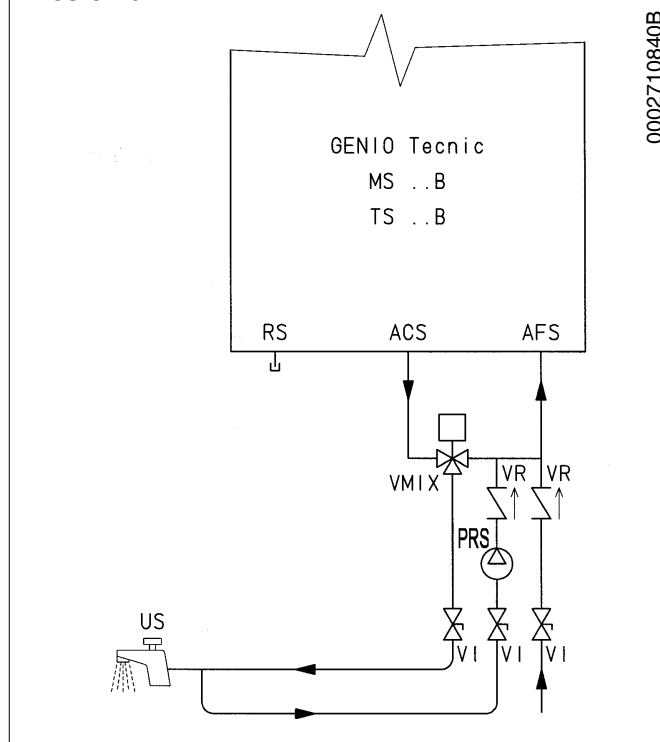 0002710840B
GENIO Tecnic
MS ..B
TS ..B
RS ACS AFS
VR VR
VMIX
PRS
US
VI VI VI